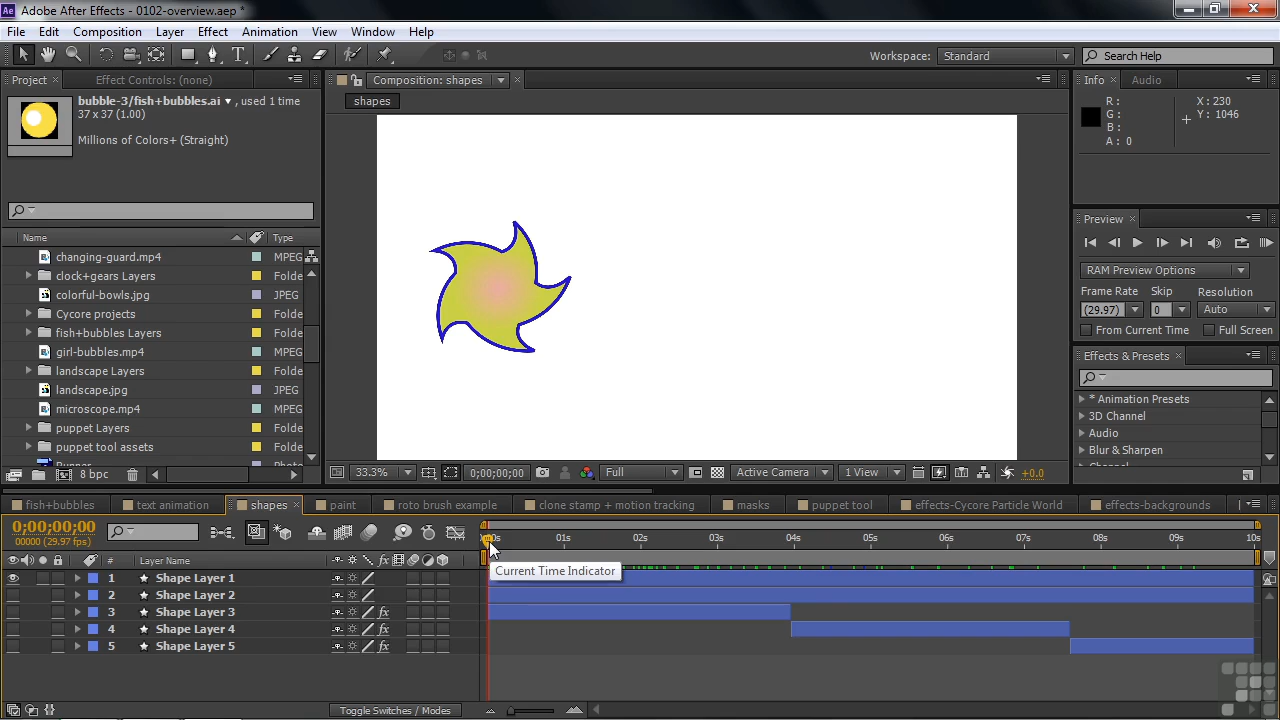 Ae Adobe After Effects - 0102-overview.aep *
File Edit Composition Layer Effect Animation View Window Help
T Workspace: Standard Search Help
Project Effect Controls: (none) Composition: shapes Info Audio
bubble-3/fish+bubbles.ai , used 1 time
37 x 37 (1.00)
Millions of Colors+ (Straight)
shapes
R :
G :
B :
A : 0
X : 230
Y : 1046
Preview
RAM Preview Options
Frame Rate Skip Resolution
(29.97) 0 Auto
From Current Time Full Screen
Effects & Presets
* Animation Presets
3D Channel
Audio
Blur & Sharpen
Name Type
changing-guard.mp4 MPEG
clock+gears Layers Folde
colorful-bowls.jpg JPEG
Cycore projects Folde
fish+bubbles Layers Folde
girl-bubbles.mp4 MPEG
landscape Layers Folde
landscape.jpg JPEG
microscope.mp4 MPEG
puppet Layers Folde
puppet tool assets Folde
8 bpc
33.3% 0;00;00;00 Full Active Camera 1 View +0.0
fish+bubbles text animation shapes paint roto brush example clone stamp + motion tracking masks puppet tool effects-Cycore Particle World effects-backgrounds
0;00;00;00
00000 (29.97 fps)
01s 02s 03s 04s 05s 06s 07s 08s 09s 10s
# Layer Name fx
Current Time Indicator
1 Shape Layer 1
2 Shape Layer 2
3 Shape Layer 3 fx
4 Shape Layer 4 fx
5 Shape Layer 5 fx
Toggle Switches / Modes